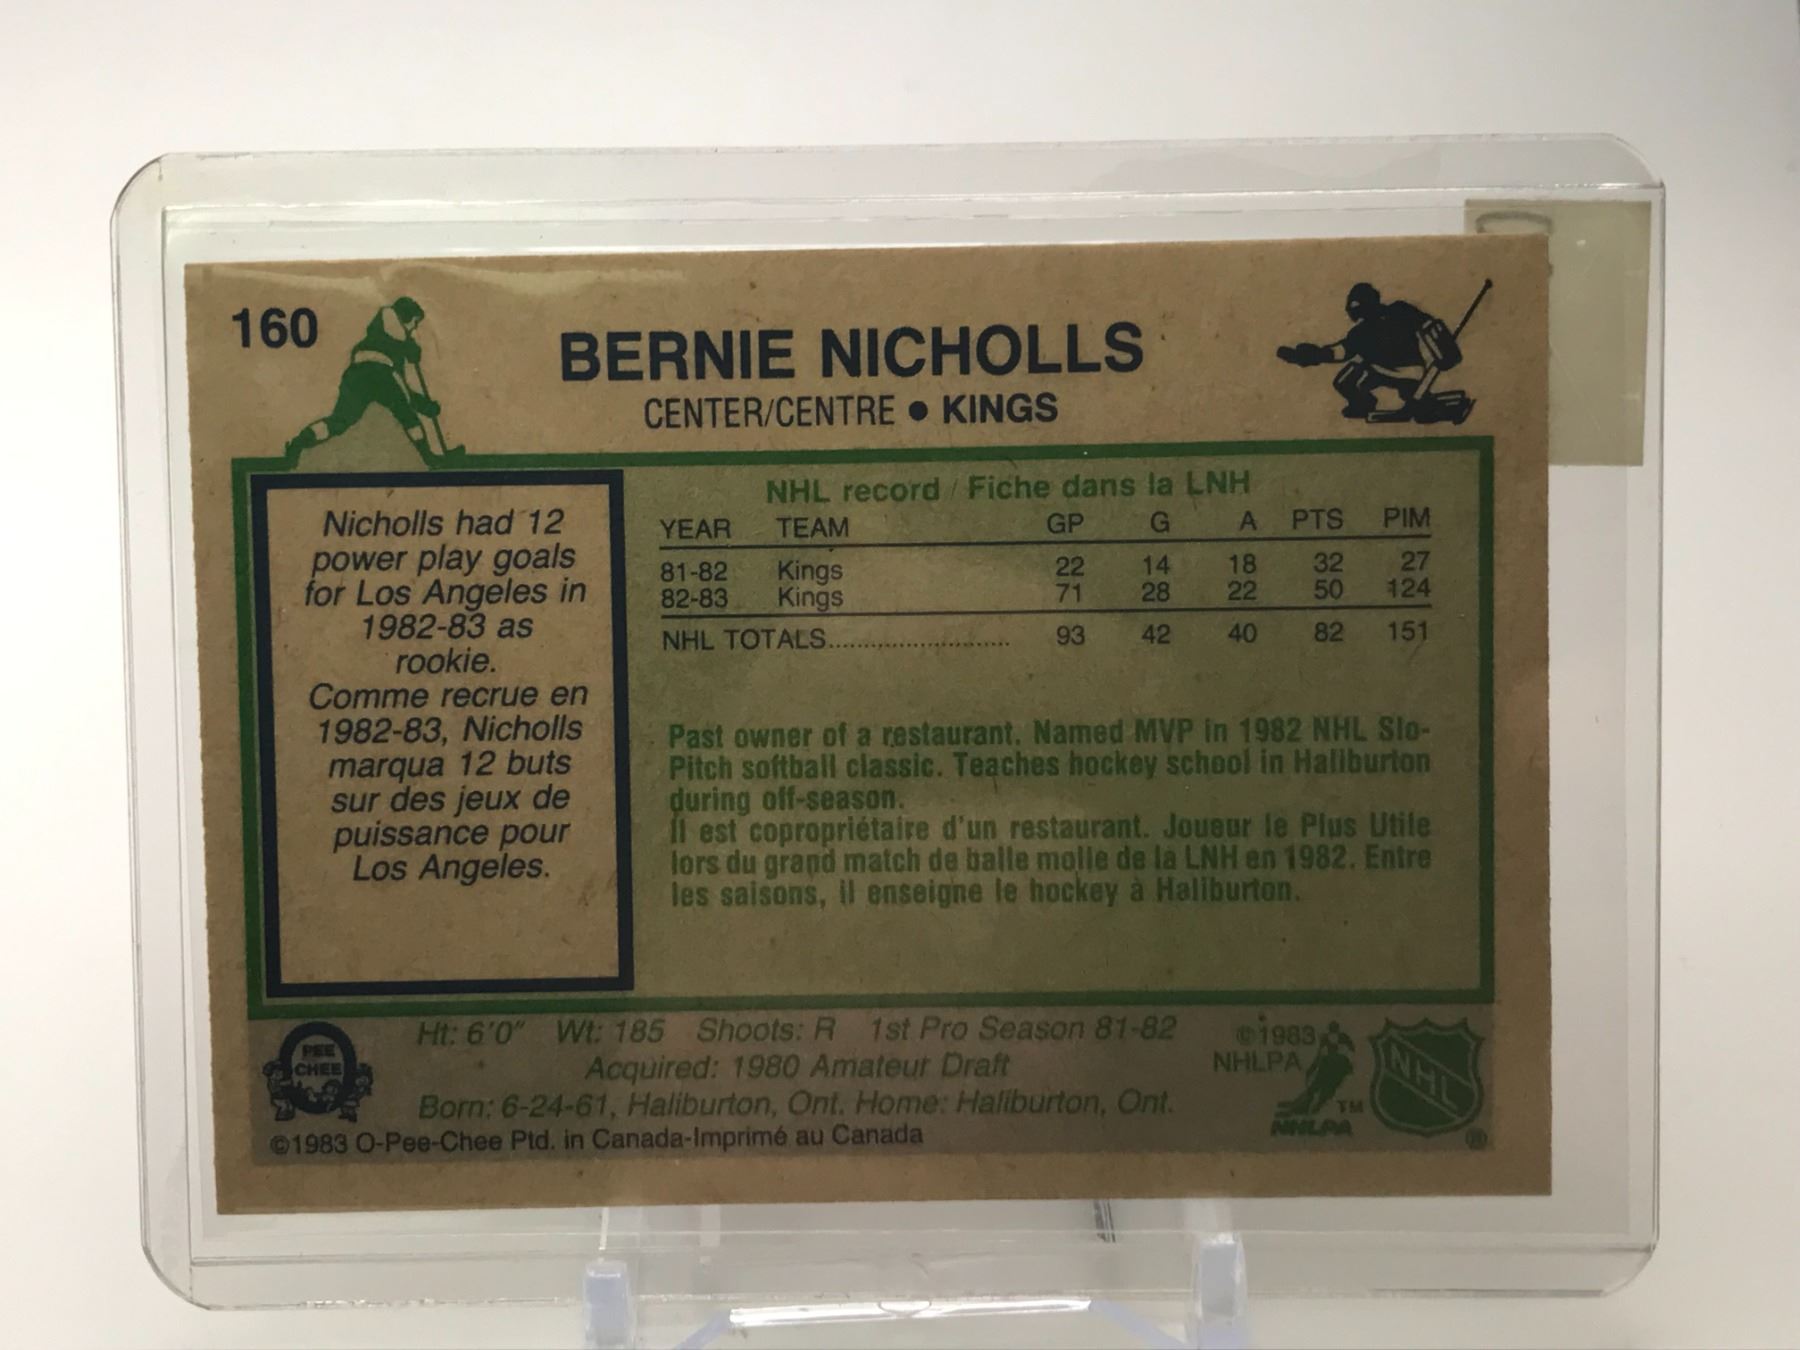 160
BERNIE NICHOLLS
CENTER/CENTRE • KINGS
Nicholls had 12
power play goals
for Los Angeles in
1982-83 as
rookie.
Comme recrue en
1982-83, Nicholls
marqua 12 buts
sur des jeux de
puissance pour
Los Angeles.
NHL record / Fiche dans la LNH
YEAR TEAM GP G A PTS PIM
81-82 Kings 22 14 18 32 27
82-83 Kings 71 28 22 50 124
NHL TOTALS.......................... 93 42 40 82 151
Past owner of a restaurant. Named MVP in 1982 NHL Slo-
Pitch softball classic. Teaches hockey school in Haliburton
during off-season.
Il est copropriétaire d'un restaurant. Joueur le Plus Utile
lors du grand match de balle molle de la LNH en 1982. Entre
les saisons, il enseigne le hockey à Haliburton.
PEE
CHEE
Ht: 6'0" Wt: 185 Shoots: R 1st Pro Season 81-82
Acquired: 1980 Amateur Draft
Born: 6-24-61, Haliburton, Ont. Home: Haliburton, Ont.
©1983 O-Pee-Chee Ptd. in Canada-Imprimé au Canada
©1983
NHLPA
TM
NHLPA
NHL
®